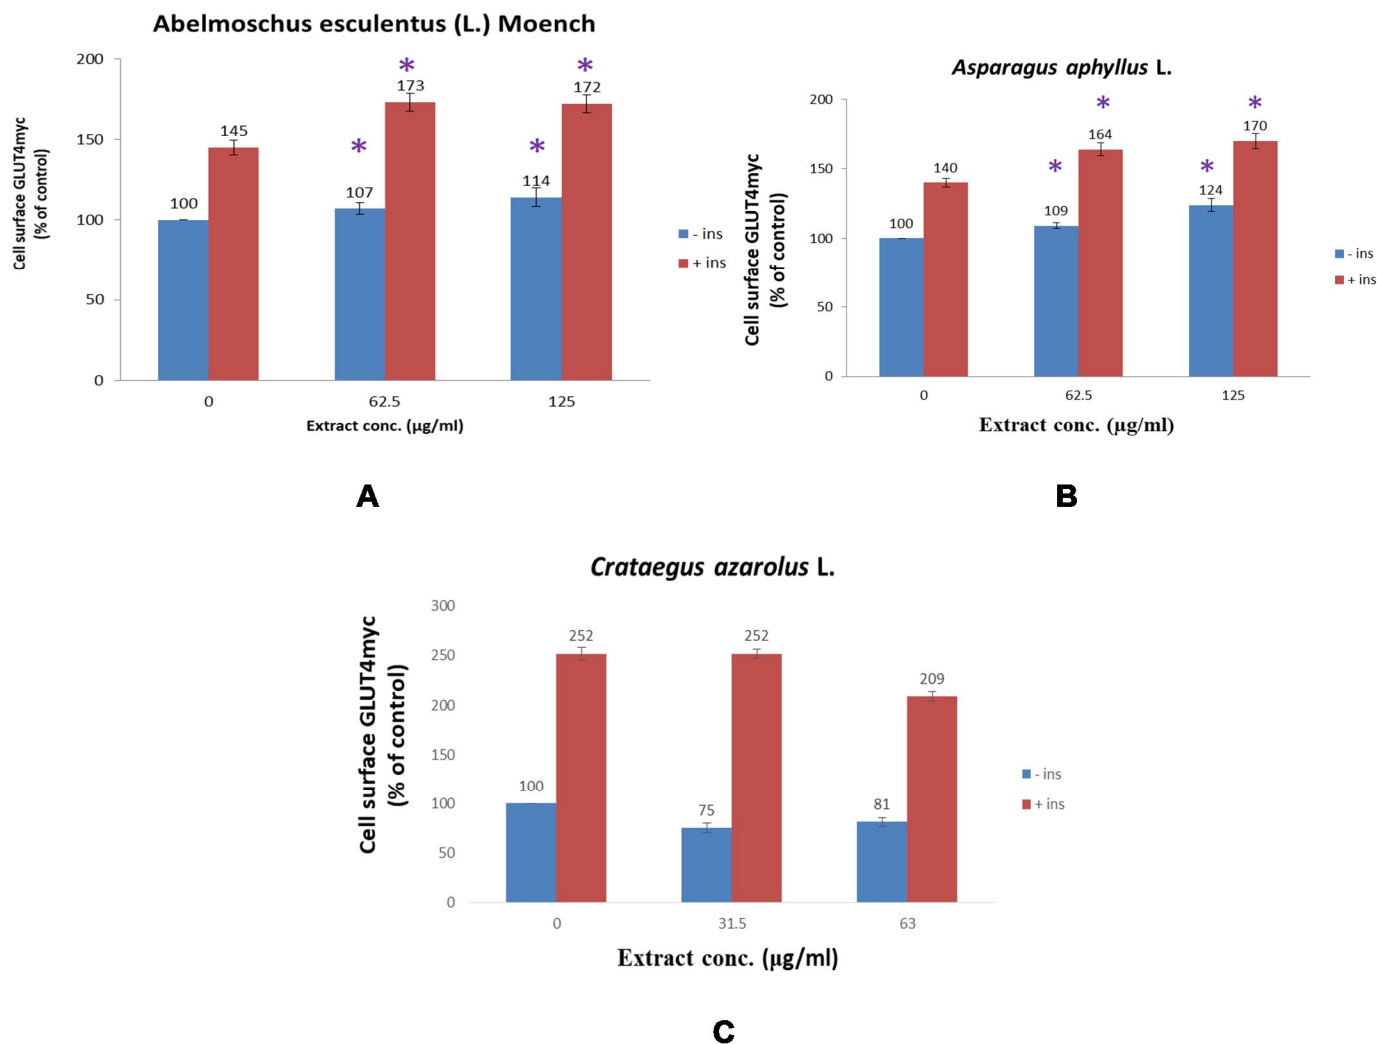 Abelmoschus esculentus (L.) Moench
Cell surface GLUT4myc
(% of control)
200
150
100
50
0
100
145
*
107
*
173
*
114
*
172
- ins
+ ins
0
62.5
125
Extract conc. (µg/ml)
A
Asparagus aphyllus L.
Cell surface GLUT4myc
(% of control)
200
150
100
50
0
100
140
*
109
*
164
*
124
*
170
- ins
+ ins
0
62.5
125
Extract conc. (µg/ml)
B
Crataegus azarolus L.
Cell surface GLUT4myc
(% of control)
300
250
200
150
100
50
0
100
252
75
252
81
209
- ins
+ ins
0
31.5
63
Extract conc. (µg/ml)
C